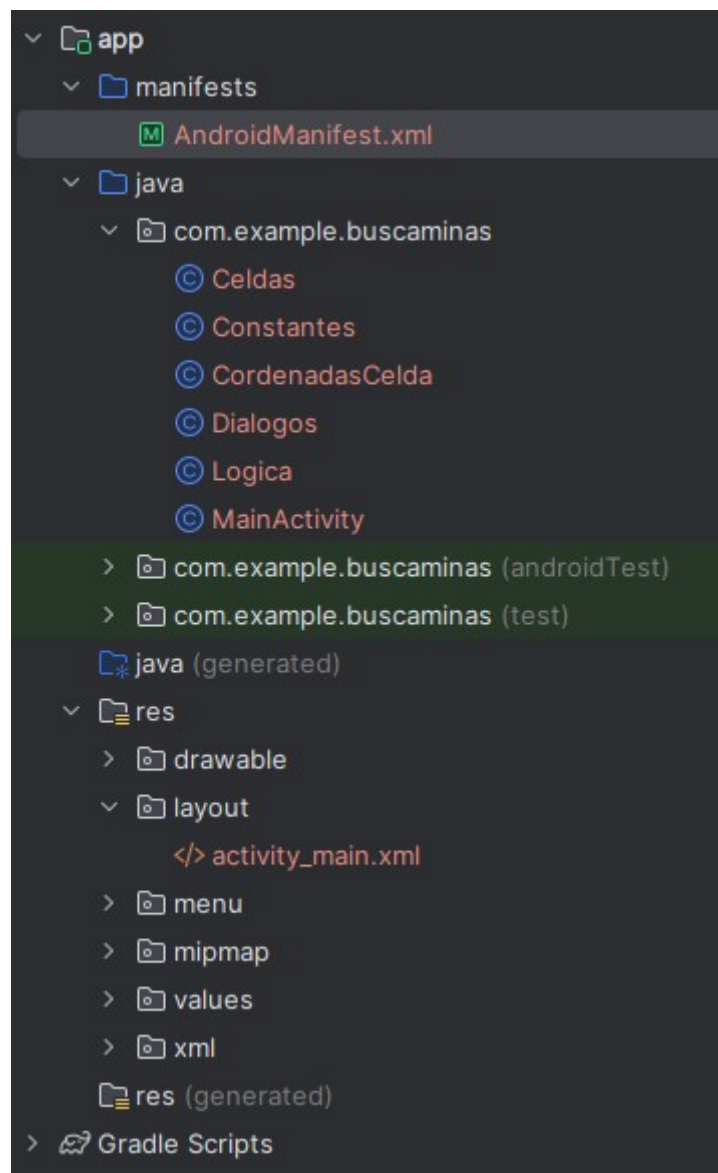 app
manifests
AndroidManifest.xml
java
com.example.buscaminas
Celdas
Constantes
CordenadasCelda
Dialogos
Logica
MainActivity
com.example.buscaminas (androidTest)
com.example.buscaminas (test)
java (generated)
res
drawable
layout
activity_main.xml
menu
mipmap
values
xml
res (generated)
Gradle Scripts